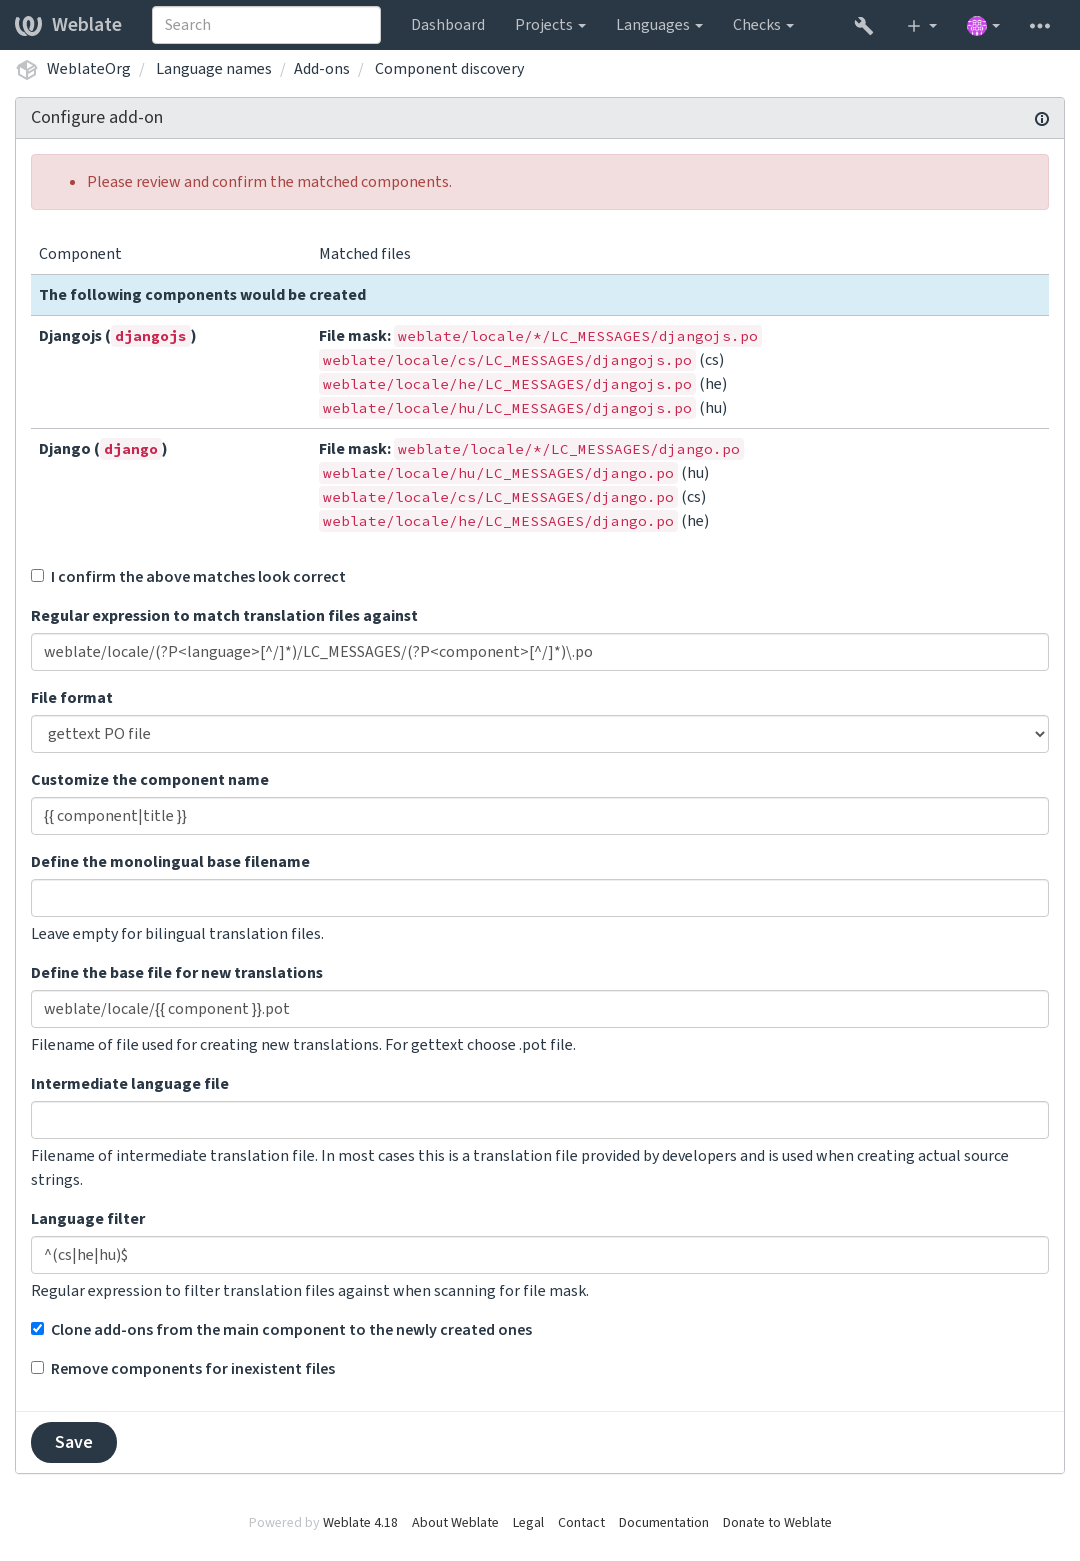 Weblate Search Dashboard Projects Languages Checks
WeblateOrg / Language names / Add-ons / Component discovery
Configure add-on
Please review and confirm the matched components.
Component Matched files
The following components would be created
Djangojs ( djangojs ) File mask: weblate/locale/*/LC_MESSAGES/djangojs.po
weblate/locale/cs/LC_MESSAGES/djangojs.po (cs)
weblate/locale/he/LC_MESSAGES/djangojs.po (he)
weblate/locale/hu/LC_MESSAGES/djangojs.po (hu)
Django ( django ) File mask: weblate/locale/*/LC_MESSAGES/django.po
weblate/locale/hu/LC_MESSAGES/django.po (hu)
weblate/locale/cs/LC_MESSAGES/django.po (cs)
weblate/locale/he/LC_MESSAGES/django.po (he)
I confirm the above matches look correct
Regular expression to match translation files against
weblate/locale/(?P<language>[^/]*)/LC_MESSAGES/(?P<component>[^/]*)\.po
File format
gettext PO file
Customize the component name
{{ component|title }}
Define the monolingual base filename
Leave empty for bilingual translation files.
Define the base file for new translations
weblate/locale/{{ component }}.pot
Filename of file used for creating new translations. For gettext choose .pot file.
Intermediate language file
Filename of intermediate translation file. In most cases this is a translation file provided by developers and is used when creating actual source
strings.
Language filter
^(cs|he|hu)$
Regular expression to filter translation files against when scanning for file mask.
Clone add-ons from the main component to the newly created ones
Remove components for inexistent files
Save
Powered by Weblate 4.18 About Weblate Legal Contact Documentation Donate to Weblate